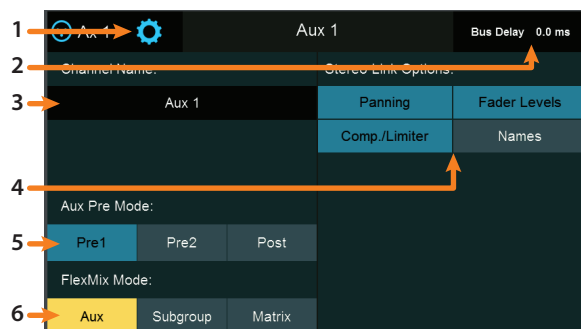 1
Aux 1
Bus Delay 0.0 ms
2
Channel Name:
Stereo Link Options:
3
Aux 1
Panning
Fader Levels
Comp./Limiter
Names
4
Aux Pre Mode:
5
Pre1
Pre2
Post
FlexMix Mode:
6
Aux
Subgroup
Matrix